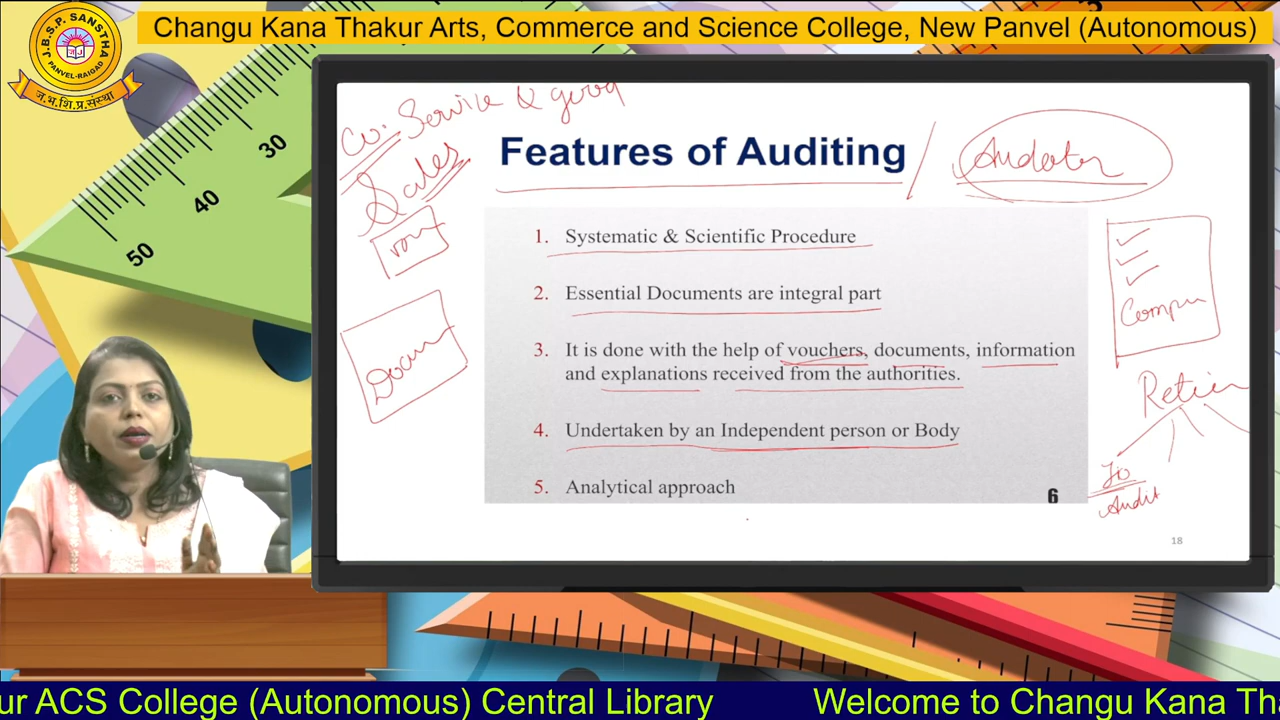 Changu Kana Thakur Arts, Commerce and Science College, New Panvel (Autonomous)
J.B.S.P. SANSTHA
PANVEL-RAIGAD
ज.भ.शि.प्र.संस्था
30
40
50
Co. Service & good
Sales
Features of Auditing
1. Systematic & Scientific Procedure
2. Essential Documents are integral part
3. It is done with the help of vouchers, documents, information
and explanations received from the authorities.
4. Undertaken by an Independent person or Body
5. Analytical approach
6
18
Jio
Audit
ur ACS College (Autonomous) Central Library
Welcome to Changu Kana Tha